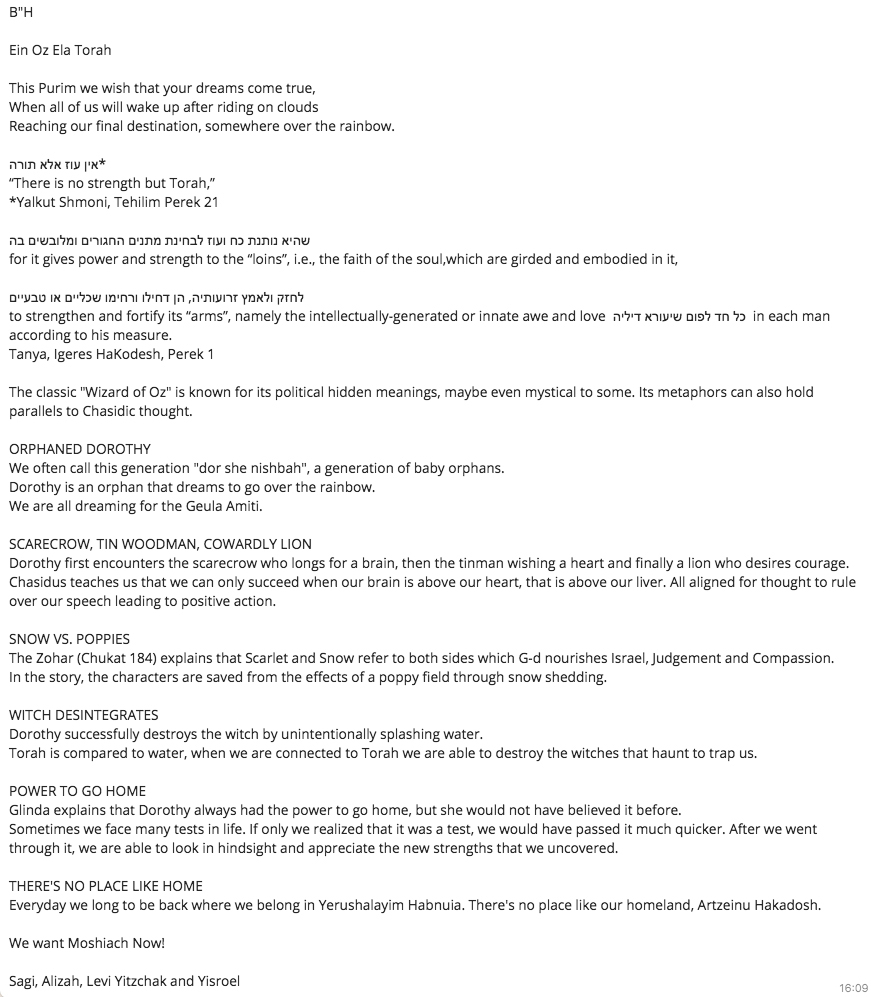 B"H
Ein Oz Ela Torah
This Purim we wish that your dreams come true,
When all of us will wake up after riding on clouds
Reaching our final destination, somewhere over the rainbow.
*אין עוז אלא תורה
“There is no strength but Torah,”
*Yalkut Shmoni, Tehilim Perek 21
שהיא נותנת כח ועוז לבחינת מתנים החגורים ומלובשים בה
for it gives power and strength to the “loins”, i.e., the faith of the soul,which are girded and embodied in it,
לחזק ולאמץ זרועותיה, הן דחילו ורחימו שכליים או טבעיים
to strengthen and fortify its “arms”, namely the intellectually-generated or innate awe and love כל חד לפום שיעורא דיליה in each man
according to his measure.
Tanya, Igeres HaKodesh, Perek 1
The classic "Wizard of Oz" is known for its political hidden meanings, maybe even mystical to some. Its metaphors can also hold
parallels to Chasidic thought.
ORPHANED DOROTHY
We often call this generation "dor she nishbah", a generation of baby orphans.
Dorothy is an orphan that dreams to go over the rainbow.
We are all dreaming for the Geula Amiti.
SCARECROW, TIN WOODMAN, COWARDLY LION
Dorothy first encounters the scarecrow who longs for a brain, then the tinman wishing a heart and finally a lion who desires courage.
Chasidus teaches us that we can only succeed when our brain is above our heart, that is above our liver. All aligned for thought to rule
over our speech leading to positive action.
SNOW VS. POPPIES
The Zohar (Chukat 184) explains that Scarlet and Snow refer to both sides which G-d nourishes Israel, Judgement and Compassion.
In the story, the characters are saved from the effects of a poppy field through snow shedding.
WITCH DESINTEGRATES
Dorothy successfully destroys the witch by unintentionally splashing water.
Torah is compared to water, when we are connected to Torah we are able to destroy the witches that haunt to trap us.
POWER TO GO HOME
Glinda explains that Dorothy always had the power to go home, but she would not have believed it before.
Sometimes we face many tests in life. If only we realized that it was a test, we would have passed it much quicker. After we went
through it, we are able to look in hindsight and appreciate the new strengths that we uncovered.
THERE'S NO PLACE LIKE HOME
Everyday we long to be back where we belong in Yerushalayim Habnuia. There's no place like our homeland, Artzeinu Hakadosh.
We want Moshiach Now!
Sagi, Alizah, Levi Yitzchak and Yisroel
16:09